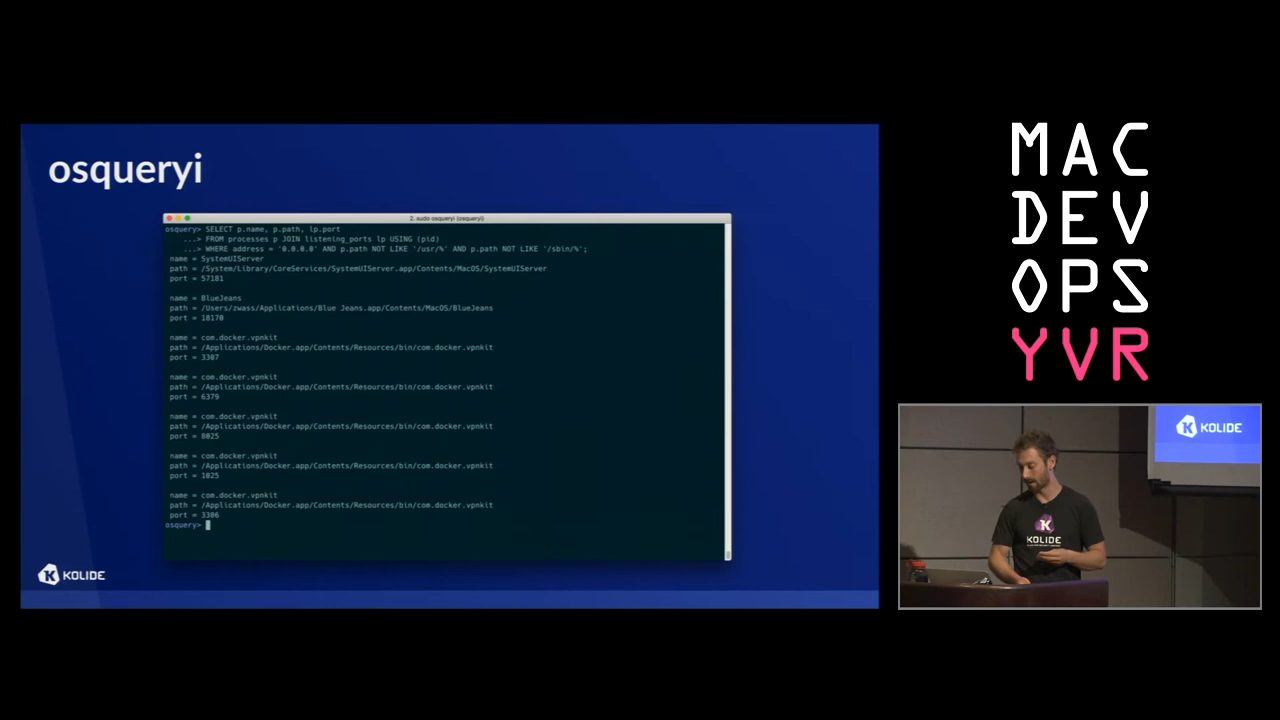 osqueryi
2. sudo osqueryi (osqueryi)
osquery> SELECT p.name, p.path, lp.port
...> FROM processes p JOIN listening_ports lp USING (pid)
...> WHERE address = '0.0.0.0' AND p.path NOT LIKE '/usr/%' AND p.path NOT LIKE '/sbin/%';
name = SystemUIServer
path = /System/Library/CoreServices/SystemUIServer.app/Contents/MacOS/SystemUIServer
port = 57181
name = BlueJeans
path = /Users/zwass/Applications/Blue Jeans.app/Contents/MacOS/BlueJeans
port = 18170
name = com.docker.vpnkit
path = /Applications/Docker.app/Contents/Resources/bin/com.docker.vpnkit
port = 3307
name = com.docker.vpnkit
path = /Applications/Docker.app/Contents/Resources/bin/com.docker.vpnkit
port = 6379
name = com.docker.vpnkit
path = /Applications/Docker.app/Contents/Resources/bin/com.docker.vpnkit
port = 8025
name = com.docker.vpnkit
path = /Applications/Docker.app/Contents/Resources/bin/com.docker.vpnkit
port = 1025
name = com.docker.vpnkit
path = /Applications/Docker.app/Contents/Resources/bin/com.docker.vpnkit
port = 3306
osquery>
KOLIDE
MAC
DEV
OPS
YVR
KOLIDE
KOLIDE